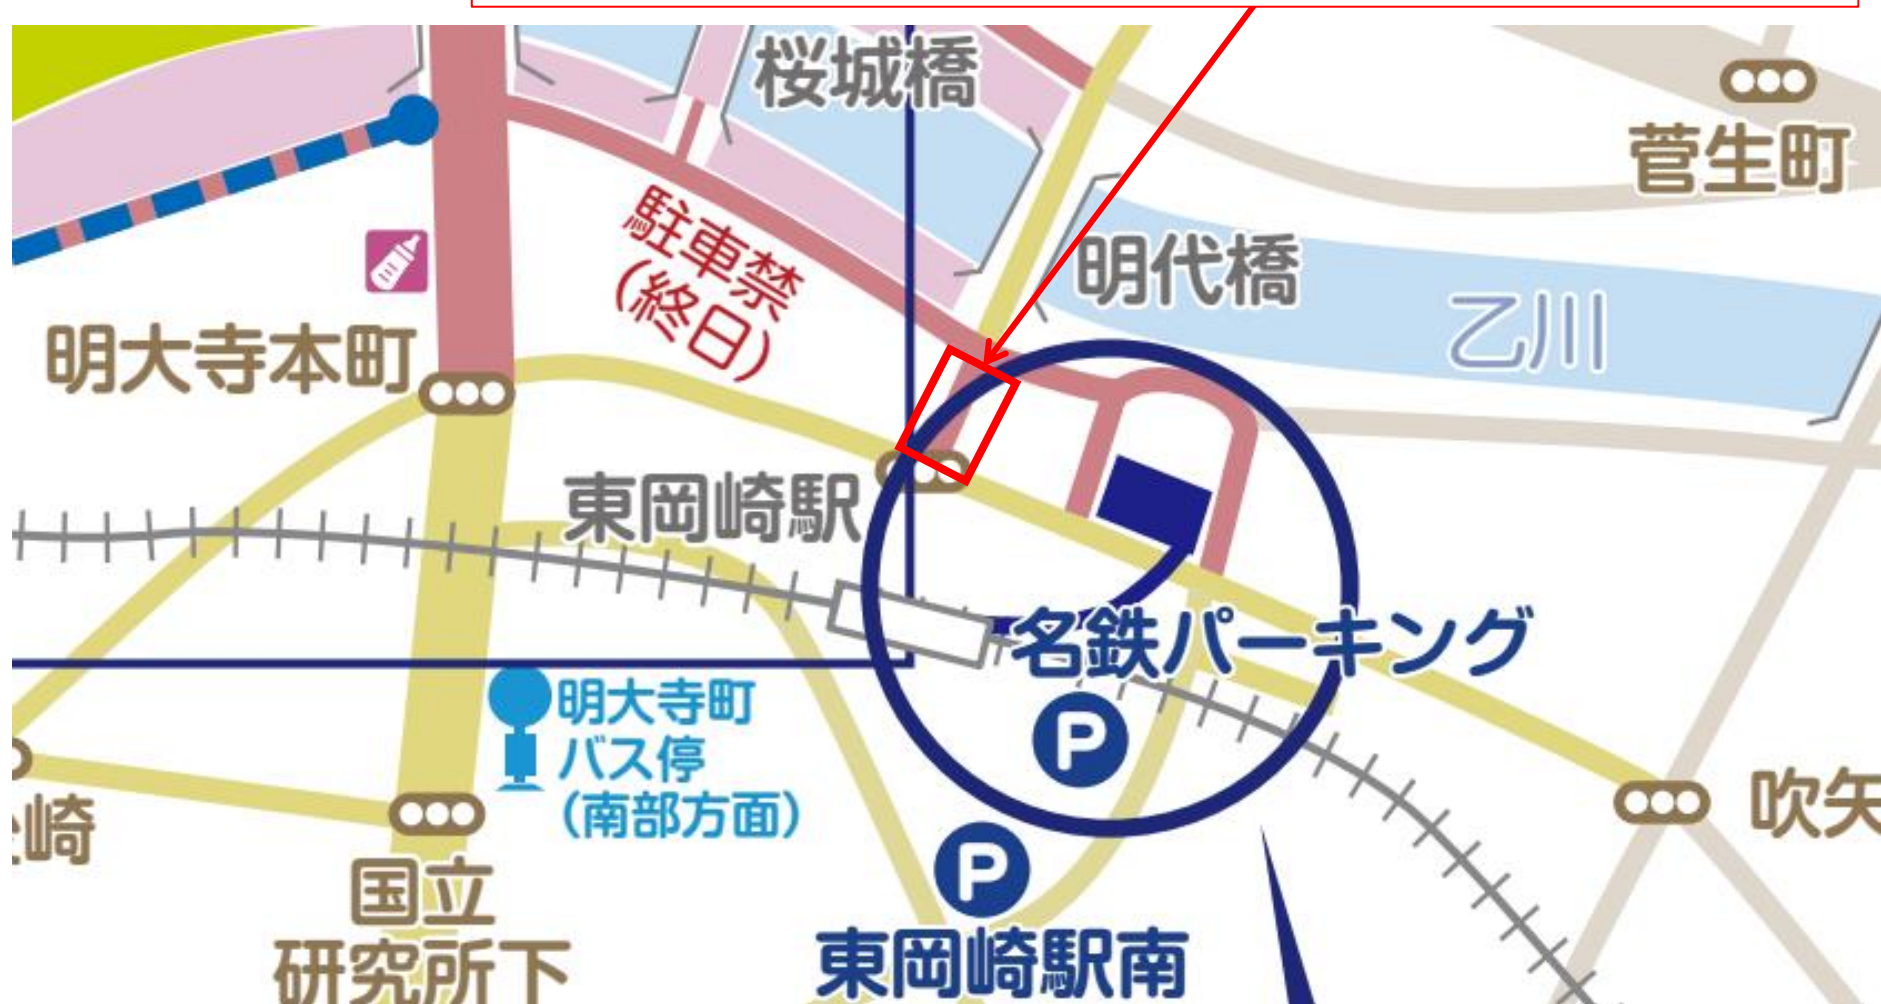 桜城橋
菅生町
駐車禁
(終日)
明代橋
乙川
明大寺本町
東岡崎駅
名鉄パーキング
P
明大寺町
バス停
(南部方面)
吹矢
崎
P
国立
研究所下
東岡崎駅南